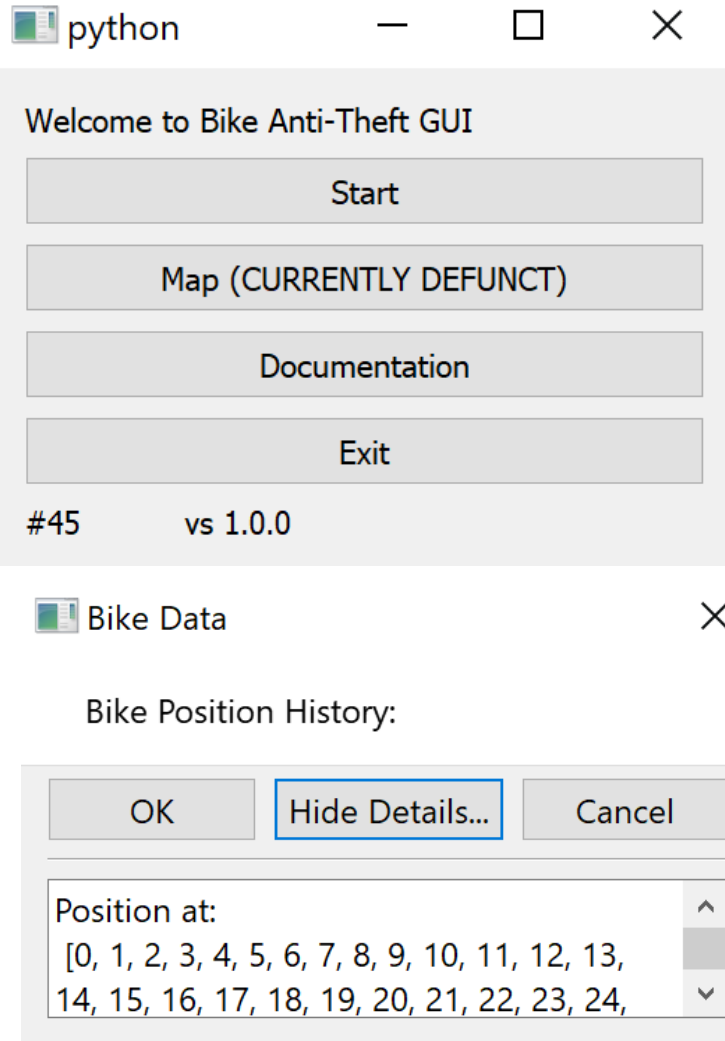 python
Welcome to Bike Anti-Theft GUI
Start
Map (CURRENTLY DEFUNCT)
Documentation
Exit
#45 vs 1.0.0
Bike Data
Bike Position History:
OK Hide Details... Cancel
Position at:
[0, 1, 2, 3, 4, 5, 6, 7, 8, 9, 10, 11, 12, 13,
14, 15, 16, 17, 18, 19, 20, 21, 22, 23, 24,